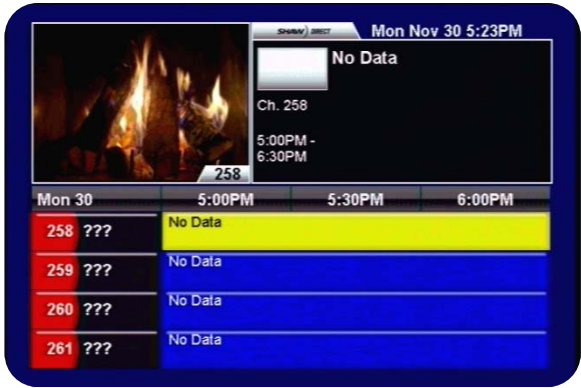 SHAW) DIRECT
Mon Nov 30 5:23PM
No Data
Ch. 258
5:00PM -
6:30PM
258
Mon 30 5:00PM 5:30PM 6:00PM
258 ??? No Data
259 ??? No Data
260 ??? No Data
261 ??? No Data